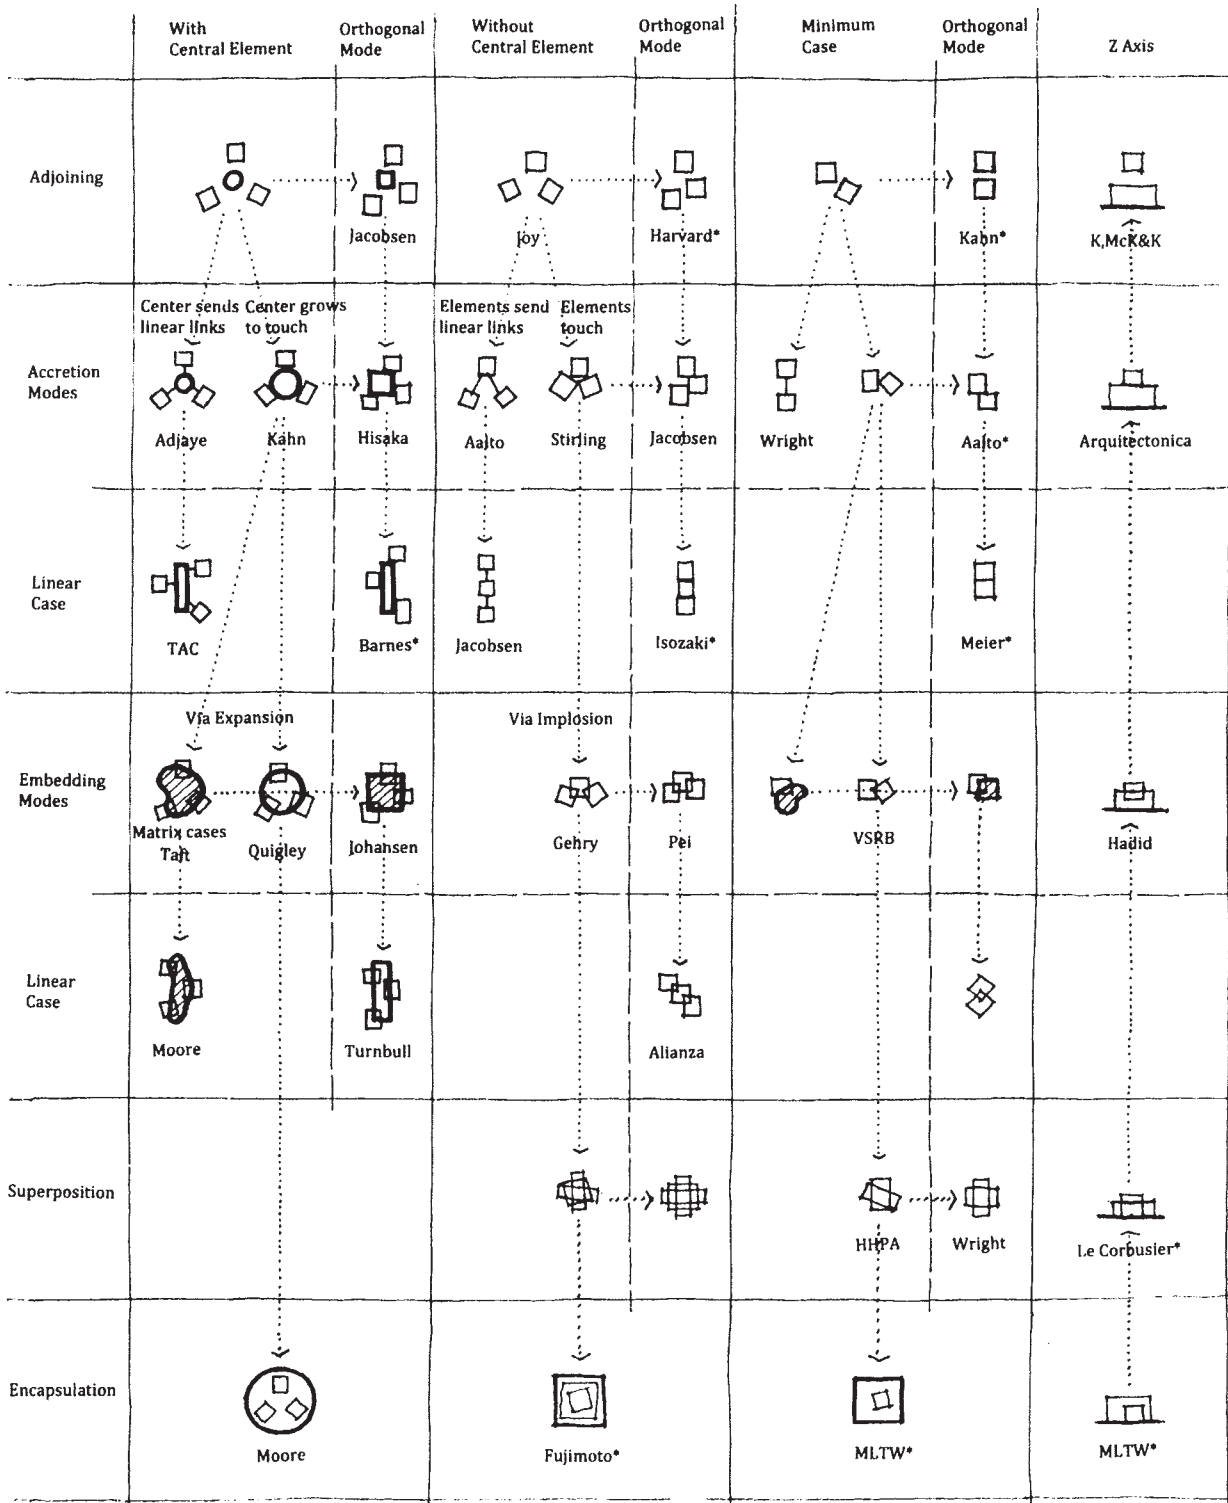 With
Central Element
Orthogonal
Mode
Without
Central Element
Orthogonal
Mode
Minimum
Case
Orthogonal
Mode
Z Axis
Adjoining
Jacobsen
Joy
Harvard*
Kahn*
K,McK&K
Center sends
linear links
Center grows
to touch
Elements send
linear links
Elements
touch
Accretion
Modes
Adjaye
Kahn
Hisaka
Aalto
Stirling
Jacobsen
Wright
Aalto*
Arquitectonica
Linear
Case
TAC
Barnes*
Jacobsen
Isozaki*
Meier*
Via Expansion
Via Implosion
Embedding
Modes
Matrix cases
Taft
Quigley
Johansen
Gehry
Pei
VSRB
Hadid
Linear
Case
Moore
Turnbull
Alianza
Superposition
HHPA
Wright
Le Corbusier*
Encapsulation
Moore
Fujimoto*
MLTW*
MLTW*